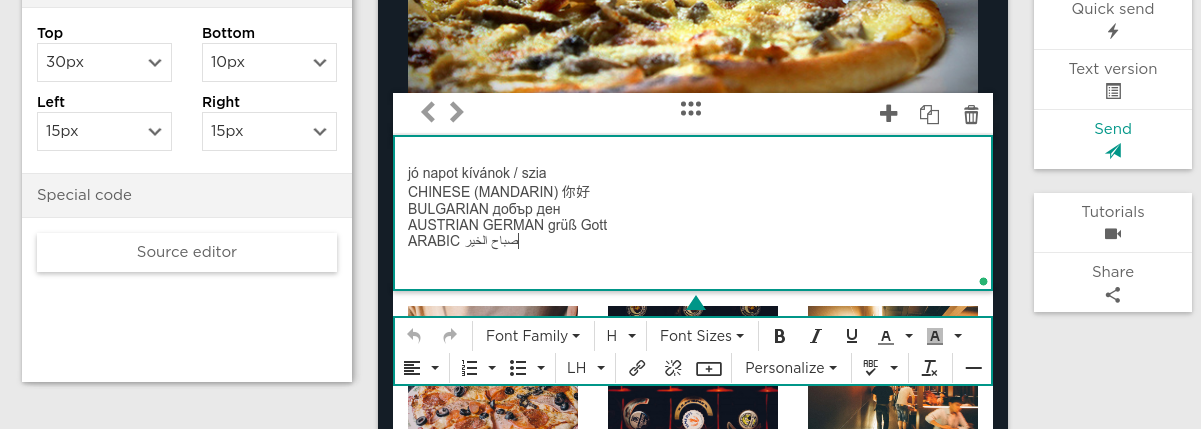 Top
Bottom
30px
10px
Left
Right
15px
15px
Special code
Source editor
jó napot kívánok / szia
CHINESE (MANDARIN) 你好
BULGARIAN добър ден
AUSTRIAN GERMAN grüß Gott
ARABIC صباح الخير
Font Family
H
Font Sizes
B
I
U
A
A
LH
Personalize
ABC
Tx
Quick send
Text version
Send
Tutorials
Share